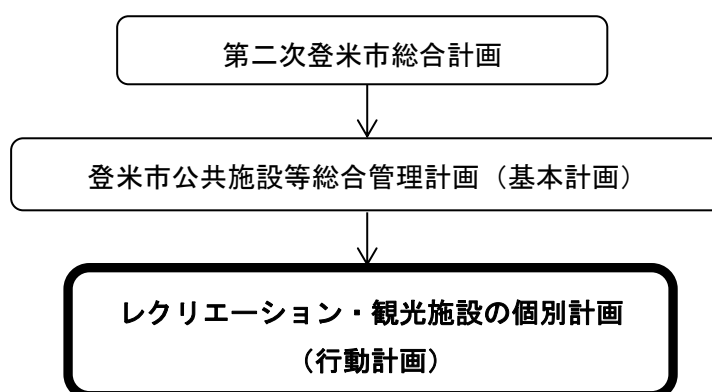 第二次登米市総合計画
登米市公共施設等総合管理計画（基本計画）
レクリエーション・観光施設の個別計画
（行動計画）